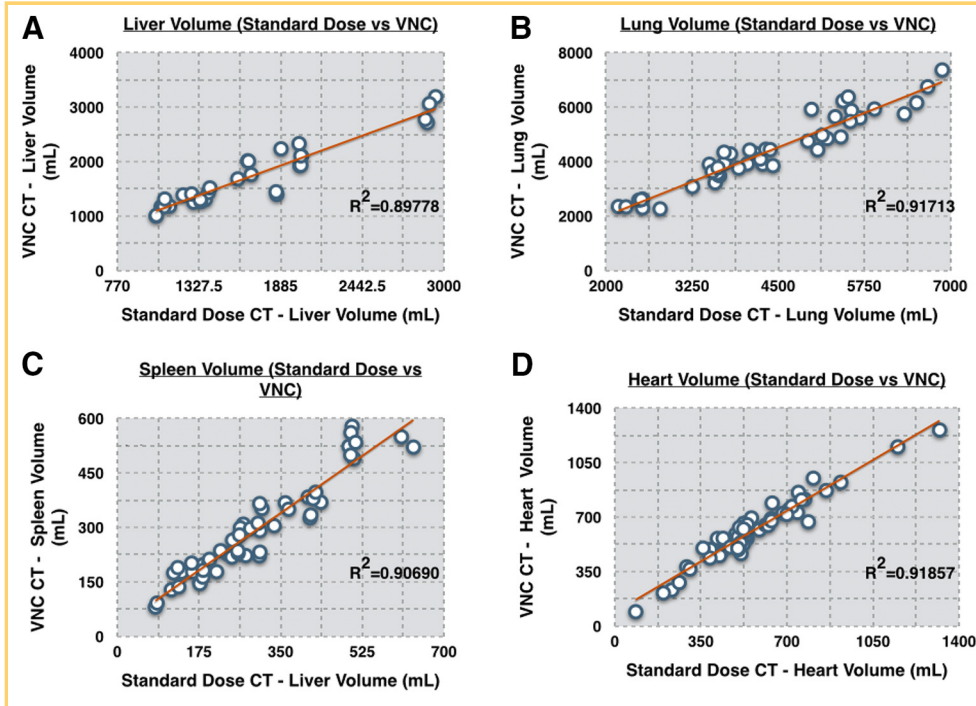 A
Liver Volume (Standard Dose vs VNC)
VNC CT - Liver Volume
(mL)
4000
3000
2000
1000
0
R2=0.89778
770
1327.5
1885
2442.5
3000
Standard Dose CT - Liver Volume (mL)
B
Lung Volume (Standard Dose vs VNC)
VNC CT - Lung Volume
(mL)
8000
6000
4000
2000
0
R2=0.91713
2000
3250
4500
5750
7000
Standard Dose CT - Lung Volume (mL)
C
Spleen Volume (Standard Dose vs
VNC)
VNC CT - Spleen Volume
(mL)
600
450
300
150
0
R2=0.90690
0
175
350
525
700
Standard Dose CT - Liver Volume (mL)
D
Heart Volume (Standard Dose vs VNC)
VNC CT - Heart Volume
(mL)
1400
1050
700
350
0
R2=0.91857
0
350
700
1050
1400
Standard Dose CT - Heart Volume (mL)